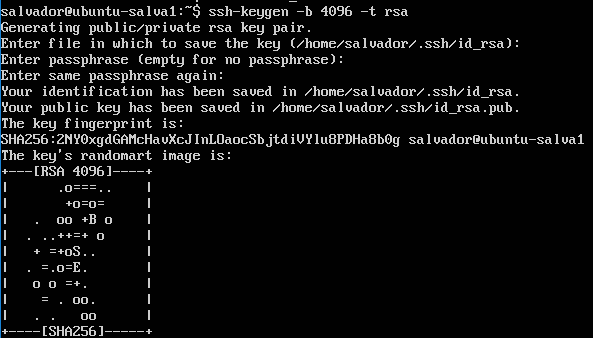 salvador@ubuntu-salva1:~$ ssh-keygen -b 4096 -t rsa
Generating public/private rsa key pair.
Enter file in which to save the key (/home/salvador/.ssh/id_rsa):
Enter passphrase (empty for no passphrase):
Enter same passphrase again:
Your identification has been saved in /home/salvador/.ssh/id_rsa.
Your public key has been saved in /home/salvador/.ssh/id_rsa.pub.
The key fingerprint is:
SHA256:2NY0xgdGAMcHavXcJInLOaocSbjtdiVYlu8PDHa8b0g salvador@ubuntu-salva1
The key's randomart image is:
+---[RSA 4096]----+
|       .o===..   |
|        +o=o=    |
|    .  oo +B o   |
|   . ..++=+ o    |
|    + =+oS..     |
|   . =.o=E.      |
|    o o =+.      |
|     = . oo.     |
|    . .   oo     |
+----[SHA256]-----+